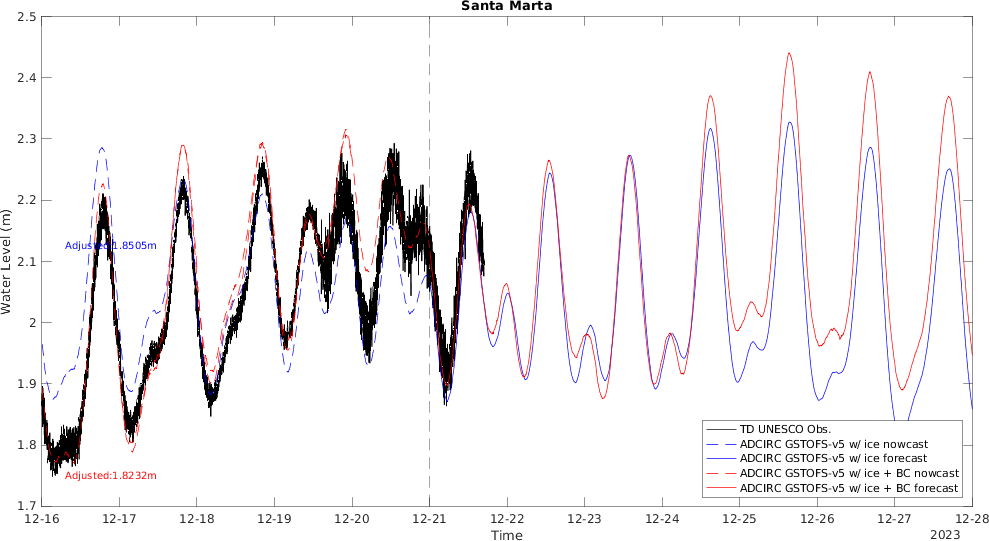 Santa Marta
Water Level (m)
2.5
2.4
2.3
2.2
2.1
2
1.9
1.8
1.7
Adjusted:1.8505m
Adjusted:1.8232m
TD UNESCO Obs.
ADCIRC GSTOFS-v5 w/ ice nowcast
ADCIRC GSTOFS-v5 w/ ice forecast
ADCIRC GSTOFS-v5 w/ ice + BC nowcast
ADCIRC GSTOFS-v5 w/ ice + BC forecast
12-16 12-17 12-18 12-19 12-20 12-21 12-22 12-23 12-24 12-25 12-26 12-27 12-28
Time
2023